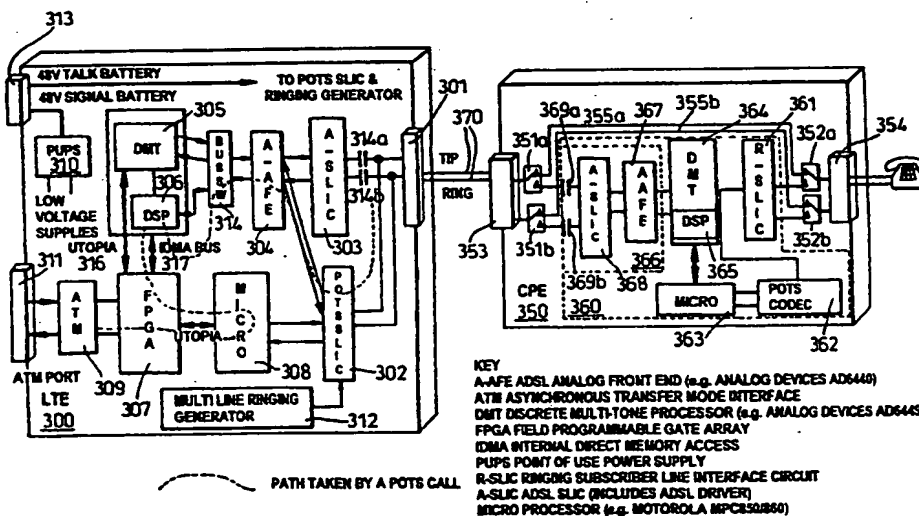 313
48V TALK BATTERY
48V SIGNAL BATTERY
TO POTS SLIC &
RINGING GENERATOR
301
370
305
314a
PUPS
310
DMT
306
DSP
BUSSW
A-AFE
A-SLIC
314b
LOW
VOLTAGE
SUPPLIES
UTOPIA
316
IDMA BUS
317
314
304
303
TIP
RING
311
ATM
FPGA
UTOPIA
MICRO
POTSSLIC
ATM PORT
309
307
308
302
LTE
300
MULTI LINE RINGING
GENERATOR
312
PATH TAKEN BY A POTS CALL
351a
369a
355a
367
355b
364
361
352a
354
A-SLIC
AAFE
DMT
DSP
R-SLIC
353
351b
369b
368
366
365
352b
CPE
350
360
MICRO
363
POTS
CODEC
362
KEY
A-AFE ADSL ANALOG FRONT END (e.g. ANALOG DEVICES AD6440)
ATM ASYNCHRONOUS TRANSFER MODE INTERFACE
DMT DISCRETE MULTI-TONE PROCESSOR (e.g. ANALOG DEVICES
FPGA FIELD PROGRAMMABLE GATE ARRAY
IDMA INTERNAL DIRECT MEMORY ACCESS
PUPS POINT OF USE POWER SUPPLY
R-SLIC RINGING SUBSCRIBER LINE INTERFACE CIRCUIT
A-SLIC ADSL SLIC (INCLUDES ADSL DRIVER)
MICRO PROCESSOR (e.g. MOTOROLA MPC850/860)